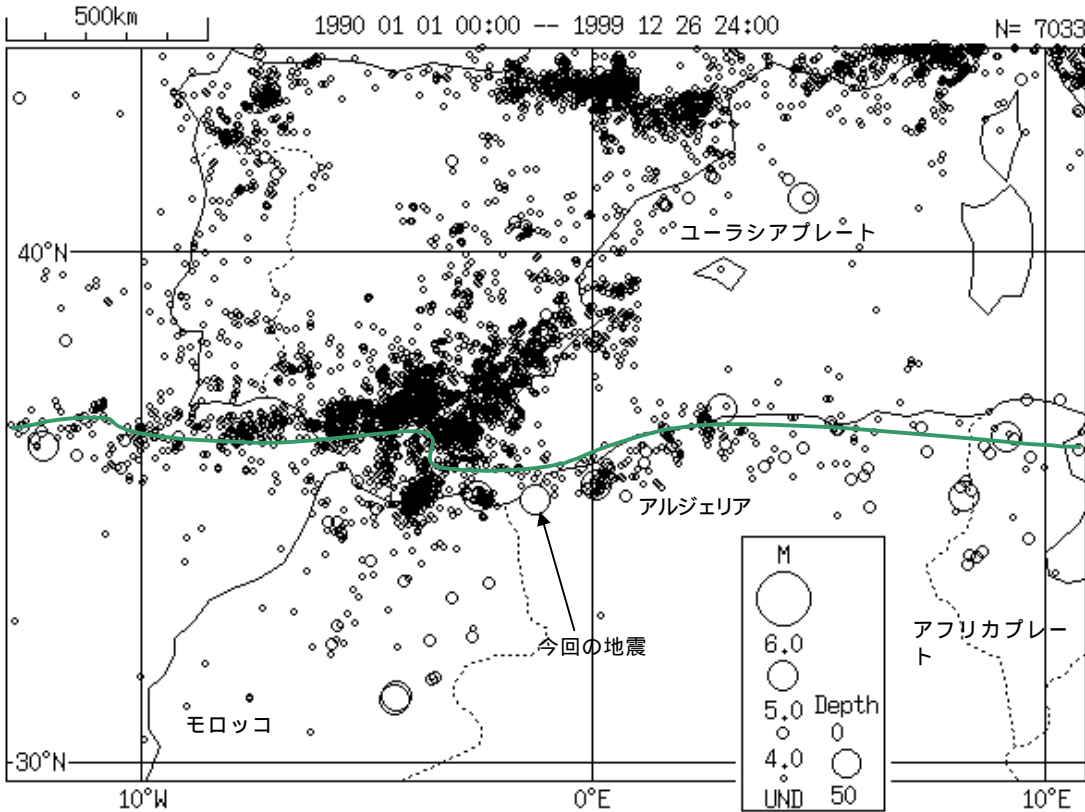 500km
1990 01 01 00:00 -- 1999 12 26 24:00
N= 7033
40°N
ユーラシアプレート
アルジェリア
M
6.0
5.0 Depth
0
4.0
UND 50
今回の地震
アフリカプレー
ト
モロッコ
30°N
10°W
0°E
10°E